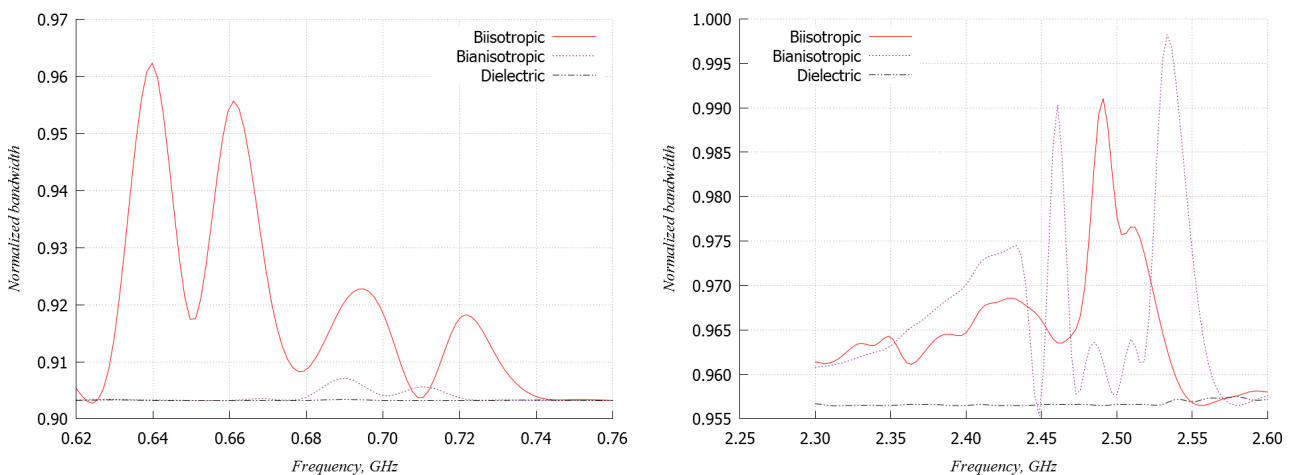 0.97
0.96
0.95
0.94
0.93
0.92
0.91
0.90
Normalized bandwidth
Biisotropic
Bianisotropic
Dielectric
0.62 0.64 0.66 0.68 0.70 0.72 0.74 0.76
Frequency, GHz
1.000
0.995
0.990
0.985
0.980
0.975
0.970
0.965
0.960
0.955
Normalized bandwidth
Biisotropic
Bianisotropic
Dielectric
2.25 2.30 2.35 2.40 2.45 2.50 2.55 2.60
Frequency, GHz